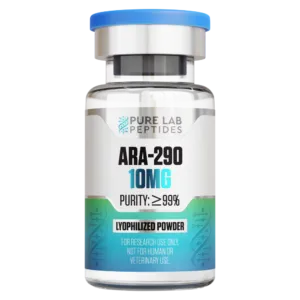 PURE LAB
PEPTIDES
ARA-290
10MG
PURITY: ≥99%
LYOPHILIZED POWDER
FOR RESEARCH USE ONLY.
NOT FOR HUMAN OR
VETERINARY USE.